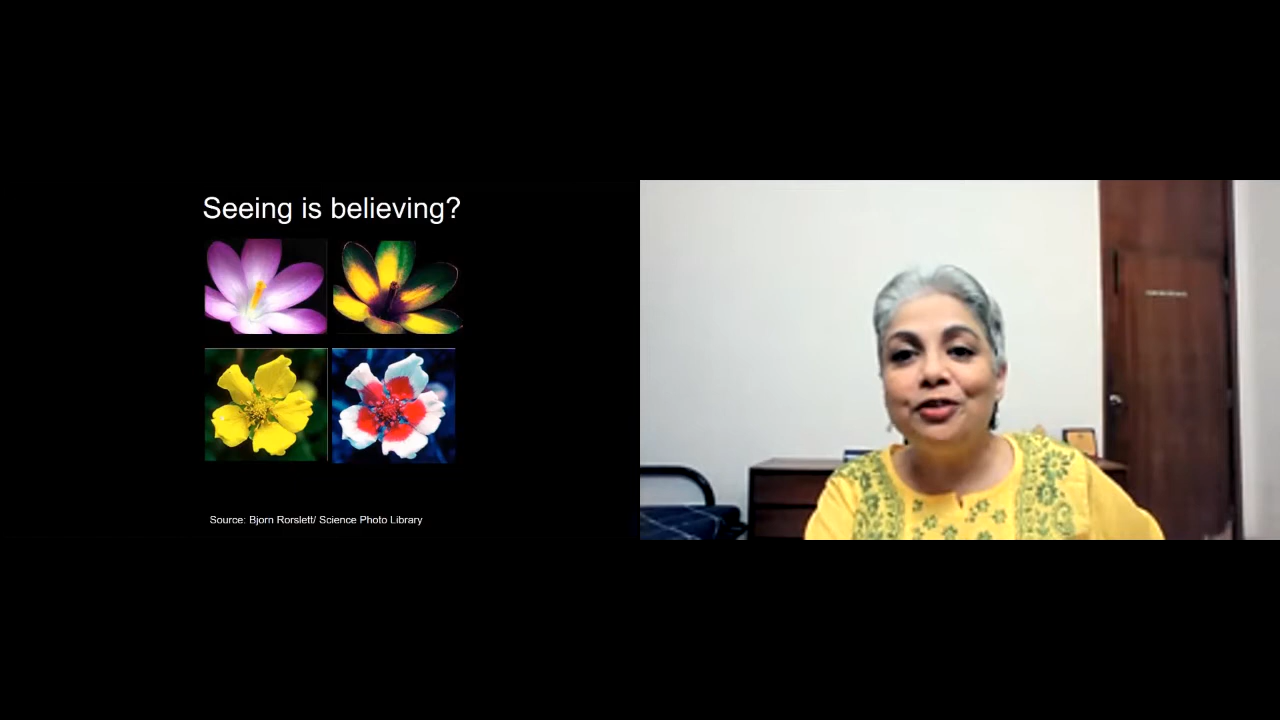 Seeing is believing?
Source: Bjorn Rorslett/ Science Photo Library